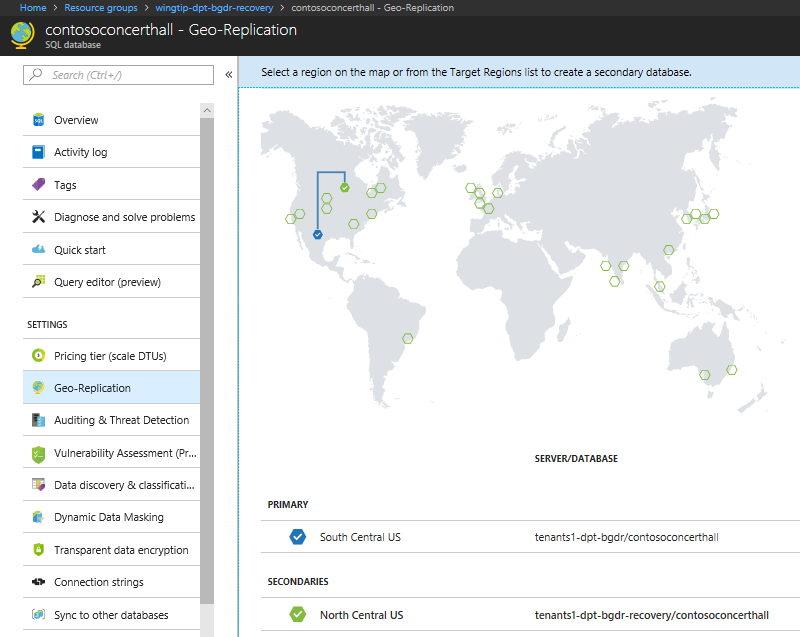 Home > Resource groups > wingtip-dpt-bgdr-recovery > contosoconcerthall - Geo-Replication
contosoconcerthall - Geo-Replication
SQL database
Search (Ctrl+/)
«
Select a region on the map or from the Target Regions list to create a secondary database.
Overview
Activity log
Tags
Diagnose and solve problems
Quick start
Query editor (preview)
SETTINGS
Pricing tier (scale DTUs)
Geo-Replication
Auditing & Threat Detection
Vulnerability Assessment (Pr...
Data discovery & classificati...
Dynamic Data Masking
Transparent data encryption
Connection strings
Sync to other databases
SERVER/DATABASE
PRIMARY
South Central US tenants1-dpt-bgdr/contosoconcerthall
SECONDARIES
North Central US tenants1-dpt-bgdr-recovery/contosoconcerthall